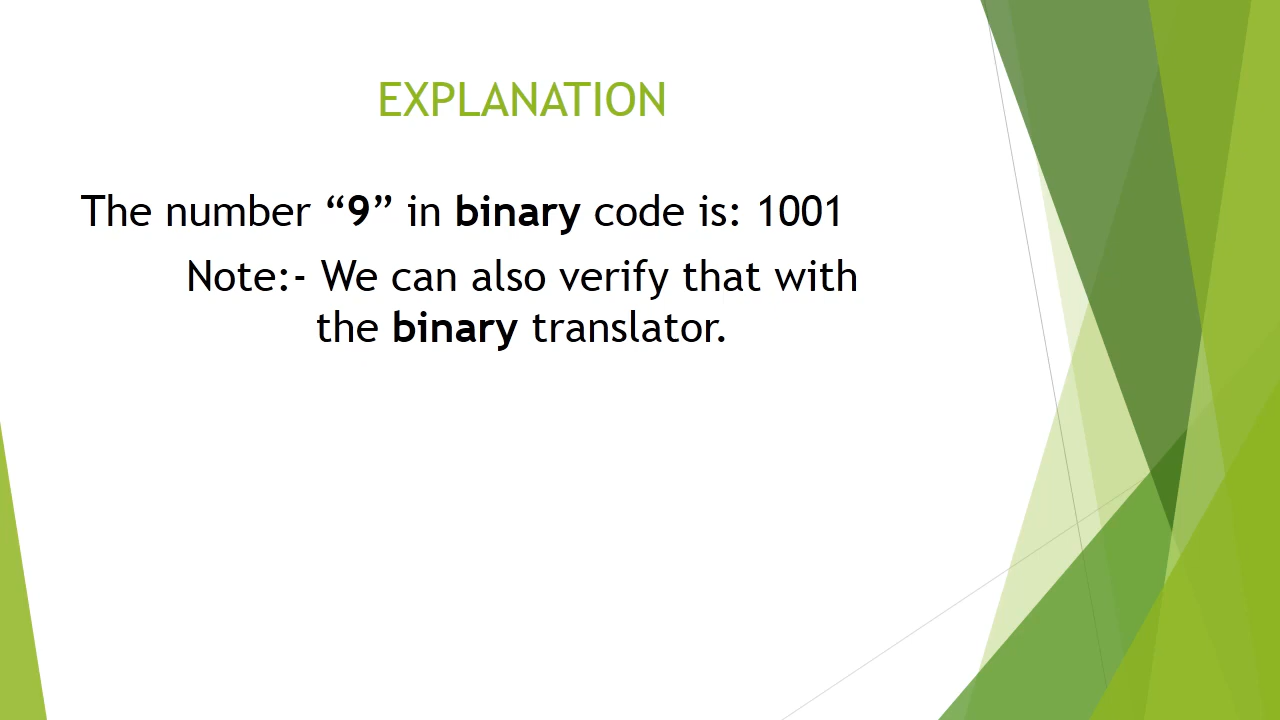 EXPLANATION
The number “9” in binary code is: 1001
Note:- We can also verify that with
the binary translator.